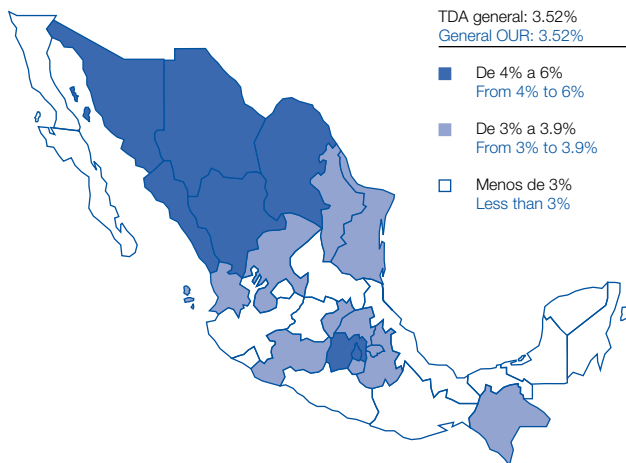 TDA general: 3.52%
General OUR: 3.52%
De 4% a 6%
From 4% to 6%
De 3% a 3.9%
From 3% to 3.9%
Menos de 3%
Less than 3%